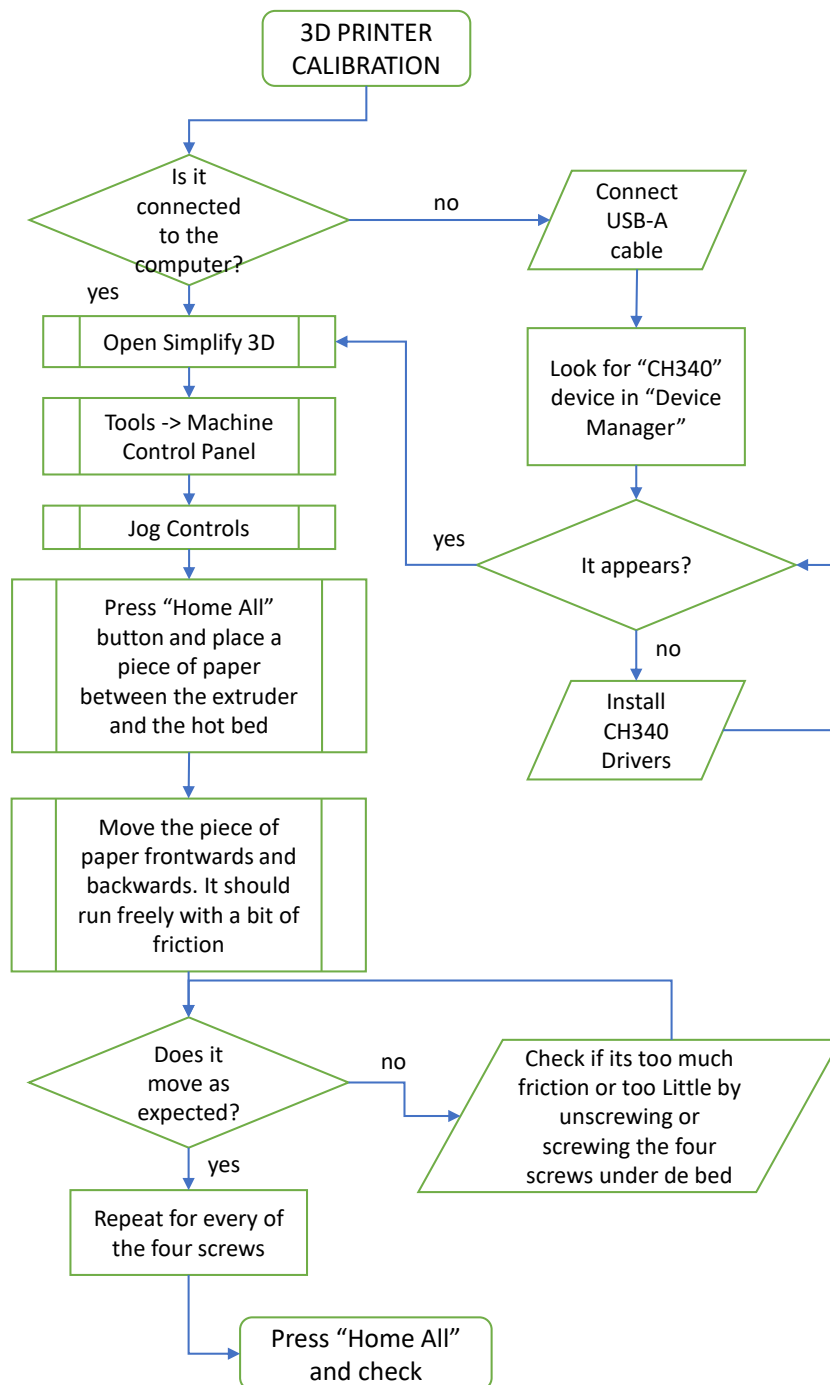 3D PRINTER
CALIBRATION
Is it
connected
to the
computer?
no
Connect
USB-A
cable
yes
Open Simplify 3D
Look for “CH340”
device in “Device
Manager”
Tools -> Machine
Control Panel
Jog Controls
yes
It appears?
no
Install
CH340
Drivers
Press “Home All”
button and place a
piece of paper
between the extruder
and the hot bed
Move the piece of
paper frontwards and
backwards. It should
run freely with a bit of
friction
Does it
move as
expected?
no
Check if its too much
friction or too Little by
unscrewing or
screwing the four
screws under de bed
yes
Repeat for every of
the four screws
Press “Home All”
and check